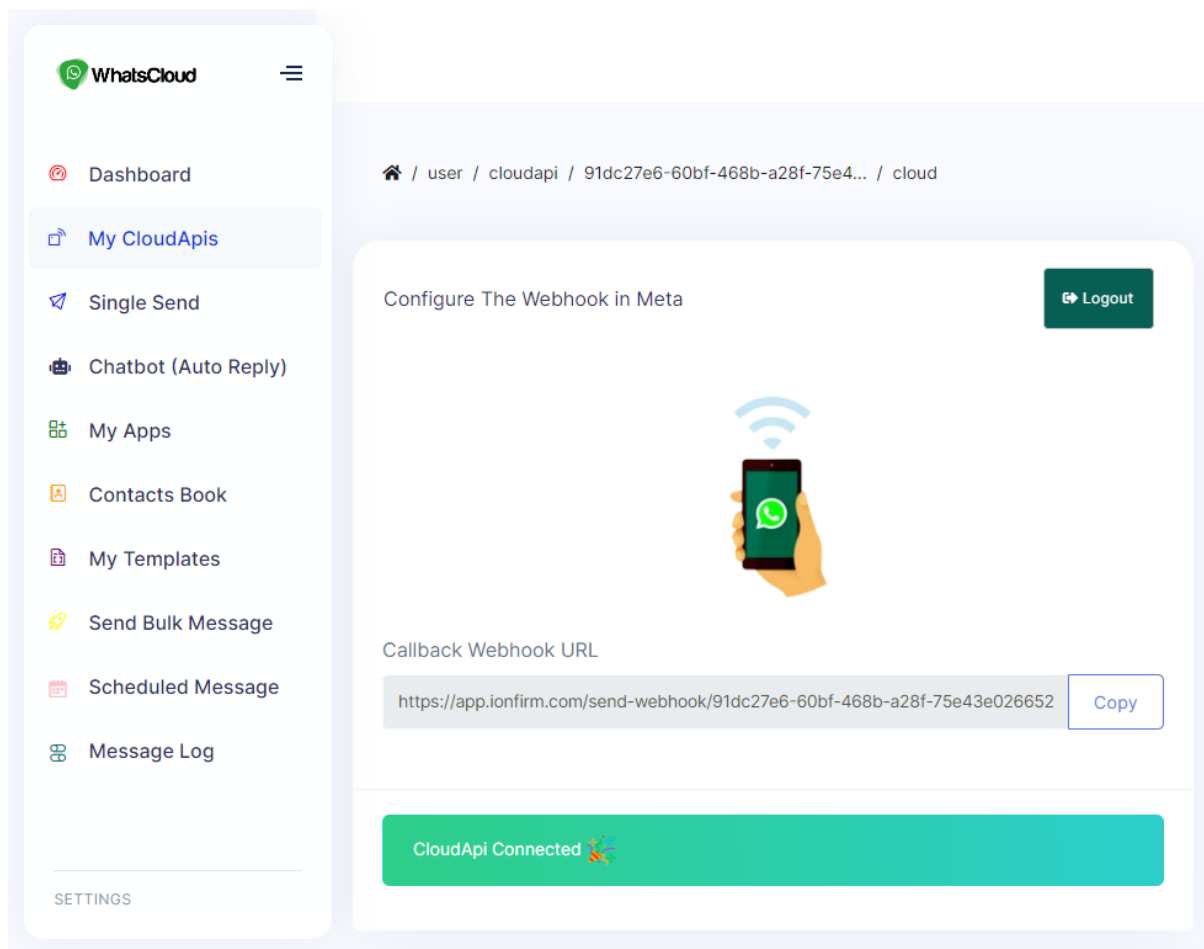 WhatsCloud
Dashboard
My CloudApis
Single Send
Chatbot (Auto Reply)
My Apps
Contacts Book
My Templates
Send Bulk Message
Scheduled Message
Message Log
SETTINGS
/ user / cloudapi / 91dc27e6-60bf-468b-a28f-75e4... / cloud
Configure The Webhook in Meta
Logout
Callback Webhook URL
https://app.ionfirm.com/send-webhook/91dc27e6-60bf-468b-a28f-75e43e026652
Copy
CloudApi Connected 🎉